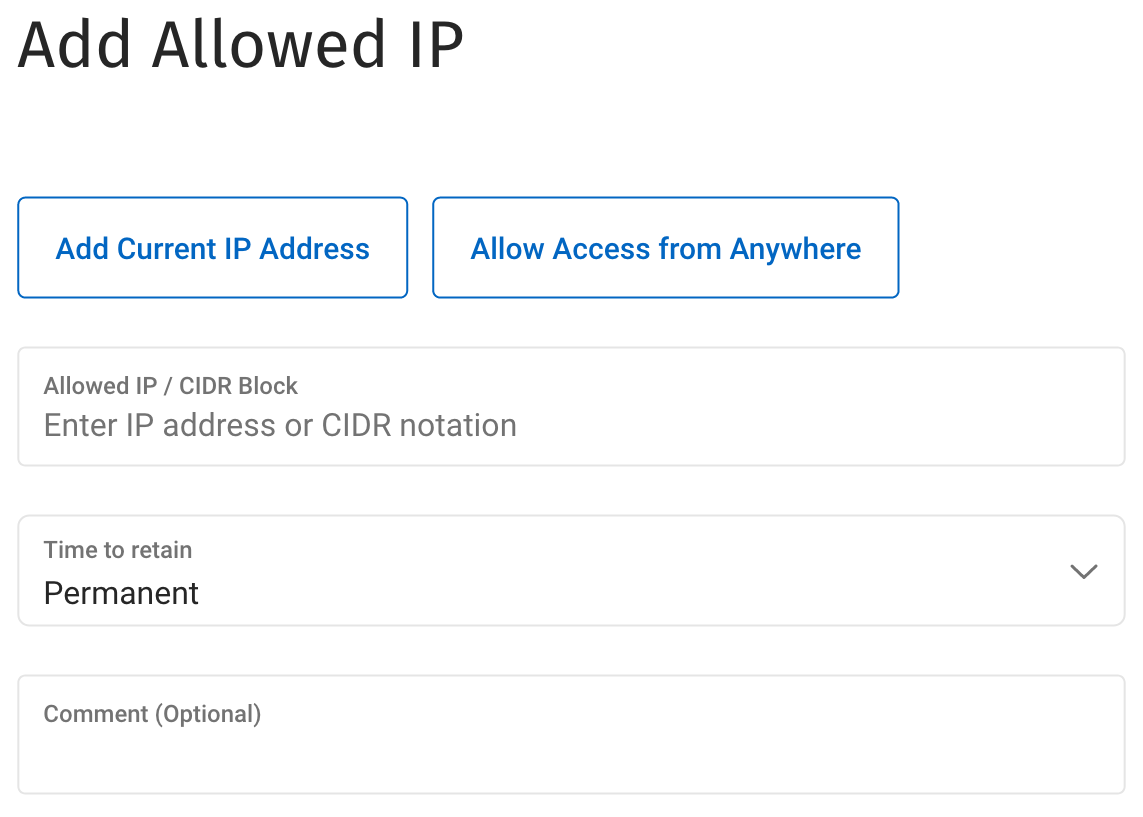 Add Allowed IP
Add Current IP Address
Allow Access from Anywhere
Allowed IP / CIDR Block
Enter IP address or CIDR notation
Time to retain
Permanent
Comment (Optional)